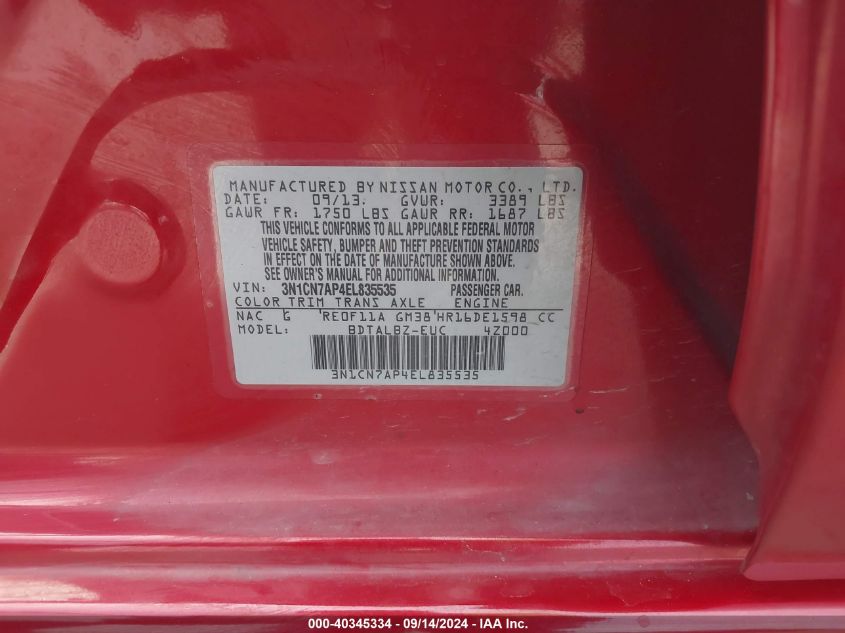 MANUFACTURED BY NISSAN MOTOR CO., LTD.
DATE: 09/13. GVWR: 3389 LBS
GAWR FR: 1750 LBS GAWR RR: 1687 LBS
THIS VEHICLE CONFORMS TO ALL APPLICABLE FEDERAL MOTOR
VEHICLE SAFETY, BUMPER AND THEFT PREVENTION STANDARDS
IN EFFECT ON THE DATE OF MANUFACTURE SHOWN ABOVE.
SEE OWNER'S MANUAL FOR ADDITIONAL INFORMATION.
VIN: 3N1CN7AP4EL835535 PASSENGER CAR.
COLOR TRIM TRANS AXLE ENGINE
NAC G RE0F11A GM38 HR16DE1598 CC
MODEL: BDTALBZ-EUC 4Z000
3N1CN7AP4EL835535
000-40345334 - 09/14/2024 - IAA Inc.